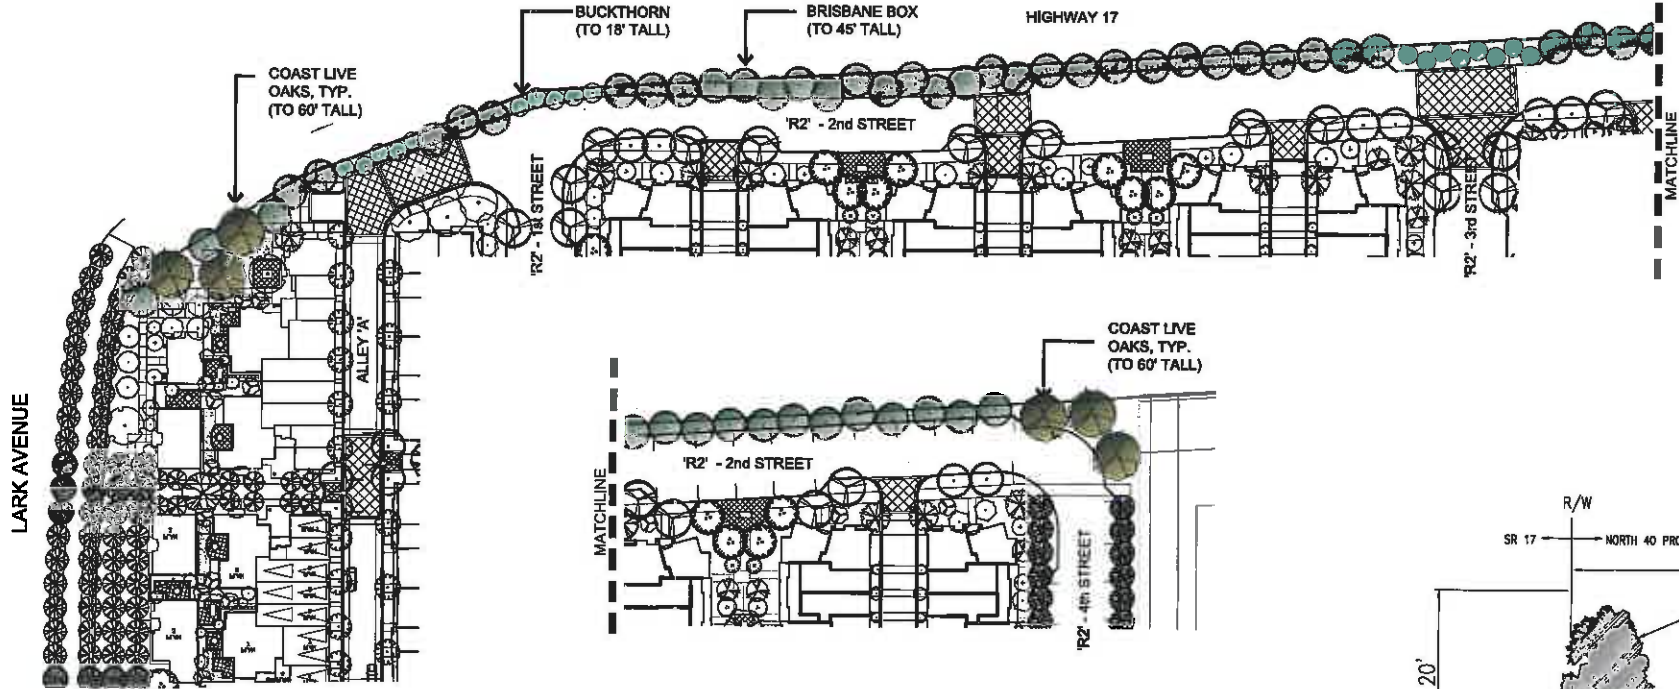 BUCKTHORN
(TO 18' TALL)
BRISBANE BOX
(TO 45' TALL)
HIGHWAY 17
COAST LIVE
OAKS, TYP.
(TO 60' TALL)
'R2' - 2nd STREET
'R2' - 1st STREET
'R2' - 3rd STREET
MATCHLINE
ALLEY 'A'
LARK AVENUE
COAST LIVE
OAKS, TYP.
(TO 60' TALL)
'R2' - 2nd STREET
MATCHLINE
'R2' - 4th STREET
R/W
SR 17
NORTH 40 PRO
20'